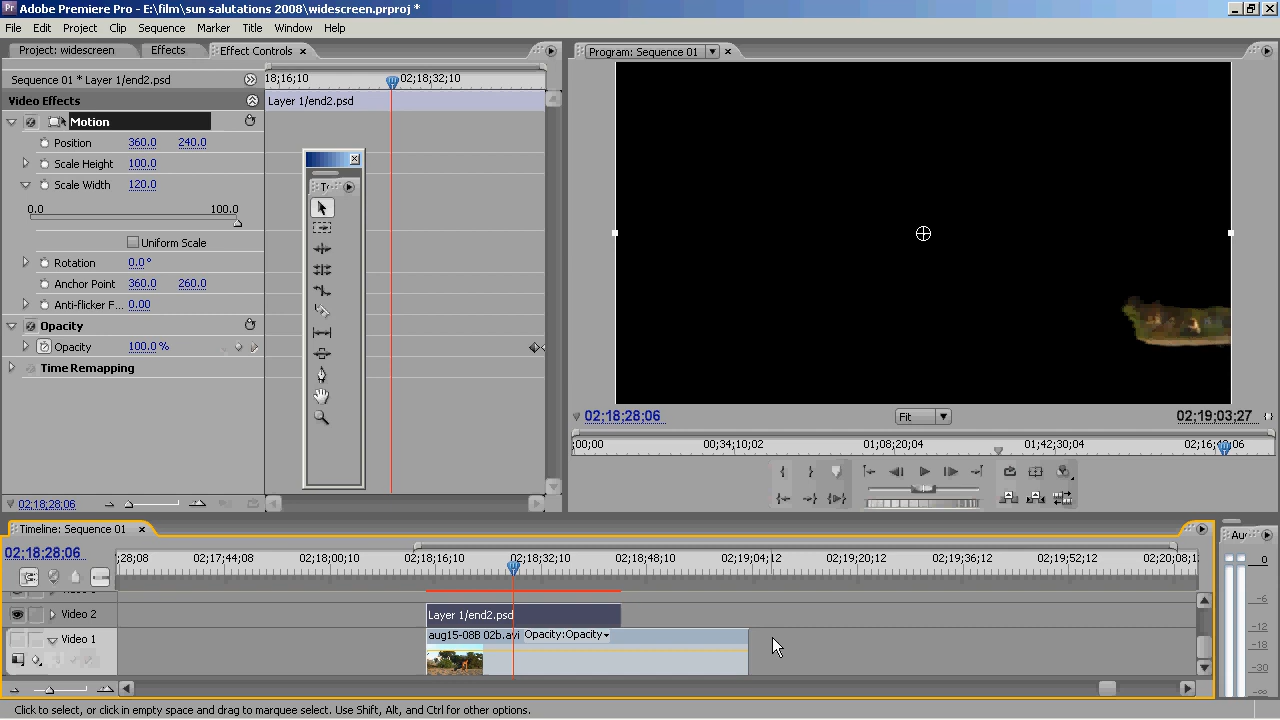 Adobe Premiere Pro - E:\film\sun salutations 2008\widescreen.prproj *
File Edit Project Clip Sequence Marker Title Window Help
Project: widescreen Effects Effect Controls
Program: Sequence 01
Sequence 01 * Layer 1/end2.psd
18;16;10 02;18;32;10
Video Effects
Layer 1/end2.psd
Motion
Position 360.0 240.0
Scale Height 100.0
Scale Width 120.0
0.0 100.0
Uniform Scale
Rotation 0.0°
Anchor Point 360.0 260.0
Anti-flicker F... 0.00
Opacity
Opacity 100.0 %
Time Remapping
02;18;28;06 Fit 02;19;03;27
;00;00 00;34;10;02 01;08;20;04 01;42;30;04
02;18;28;06
Timeline: Sequence 01
02;18;28;06
;28;08 02;17;44;08 02;18;00;10 02;18;16;10 02;18;32;10 02;18;48;10 02;19;04;12 02;19;20;12 02;19;36;12 02;19;52;12 02;20;08;1
Video 2 Layer 1/end2.psd
Video 1 aug15-08B 02b.avi Opacity:Opacity
Au
0
-6
-12
-18
-30
-∞
Click to select, or click in empty space and drag to marquee select. Use Shift, Alt, and Ctrl for other options.